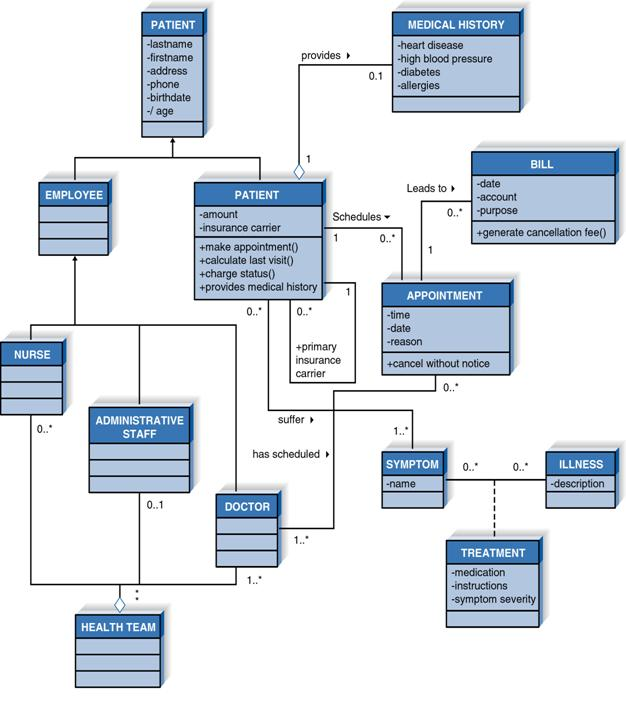 PATIENT
-lastname
-firstname
-address
-phone
-birthdate
-/ age
MEDICAL HISTORY
-heart disease
-high blood pressure
-diabetes
-allergies
provides
0.1
1
EMPLOYEE
PATIENT
-amount
-insurance carrier
+make appointment()
+calculate last visit()
+charge status()
+provides medical history
BILL
-date
-account
-purpose
+generate cancellation fee()
Leads to
0..*
1
Schedules
1
0..*
APPOINTMENT
-time
-date
-reason
+cancel without notice
0..*
0..*
0..*
1
+primary
insurance
carrier
NURSE
0..*
ADMINISTRATIVE
STAFF
0..1
suffer
1..*
has scheduled
DOCTOR
1..*
1..*
SYMPTOM
-name
0..*
0..*
ILLNESS
-description
TREATMENT
-medication
-instructions
-symptom severity
HEALTH TEAM